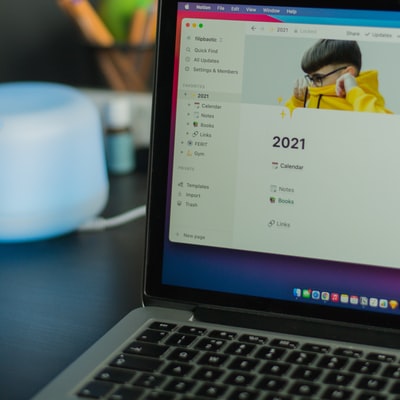 Notion File Edit View Window Help
filipbaotic
2021
Share
Updates
Quick Find
All Updates
Settings & Members
FAVORITES
2021
Calendar
Notes
Books
Links
FERIT
Gym
PRIVATE
Templates
Import
Trash
New page
2021
Calendar
Notes
Books
Links